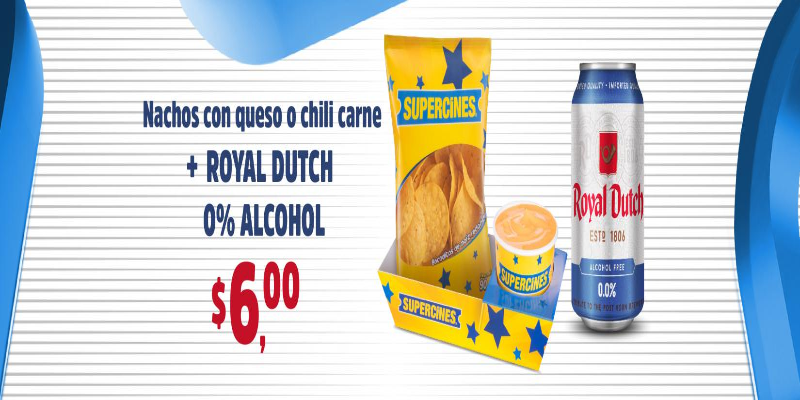 Nachos con queso o chili carne
+ ROYAL DUTCH
0% ALCOHOL
$6,00
SUPERCINES
SUPERCINES
SUPERCINES
Royal Dutch
ESTD 1806
ALCOHOL FREE
0.0%